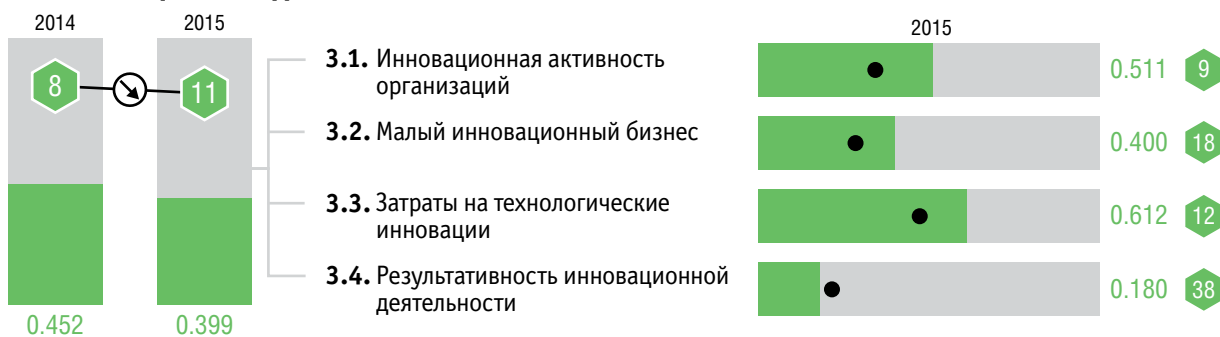 2014
2015
8
11
0.452
0.399
3.1. Инновационная активность
организаций
3.2. Малый инновационный бизнес
3.3. Затраты на технологические
инновации
3.4. Результативность инновационной
деятельности
2015
0.511 9
0.400 18
0.612 12
0.180 38